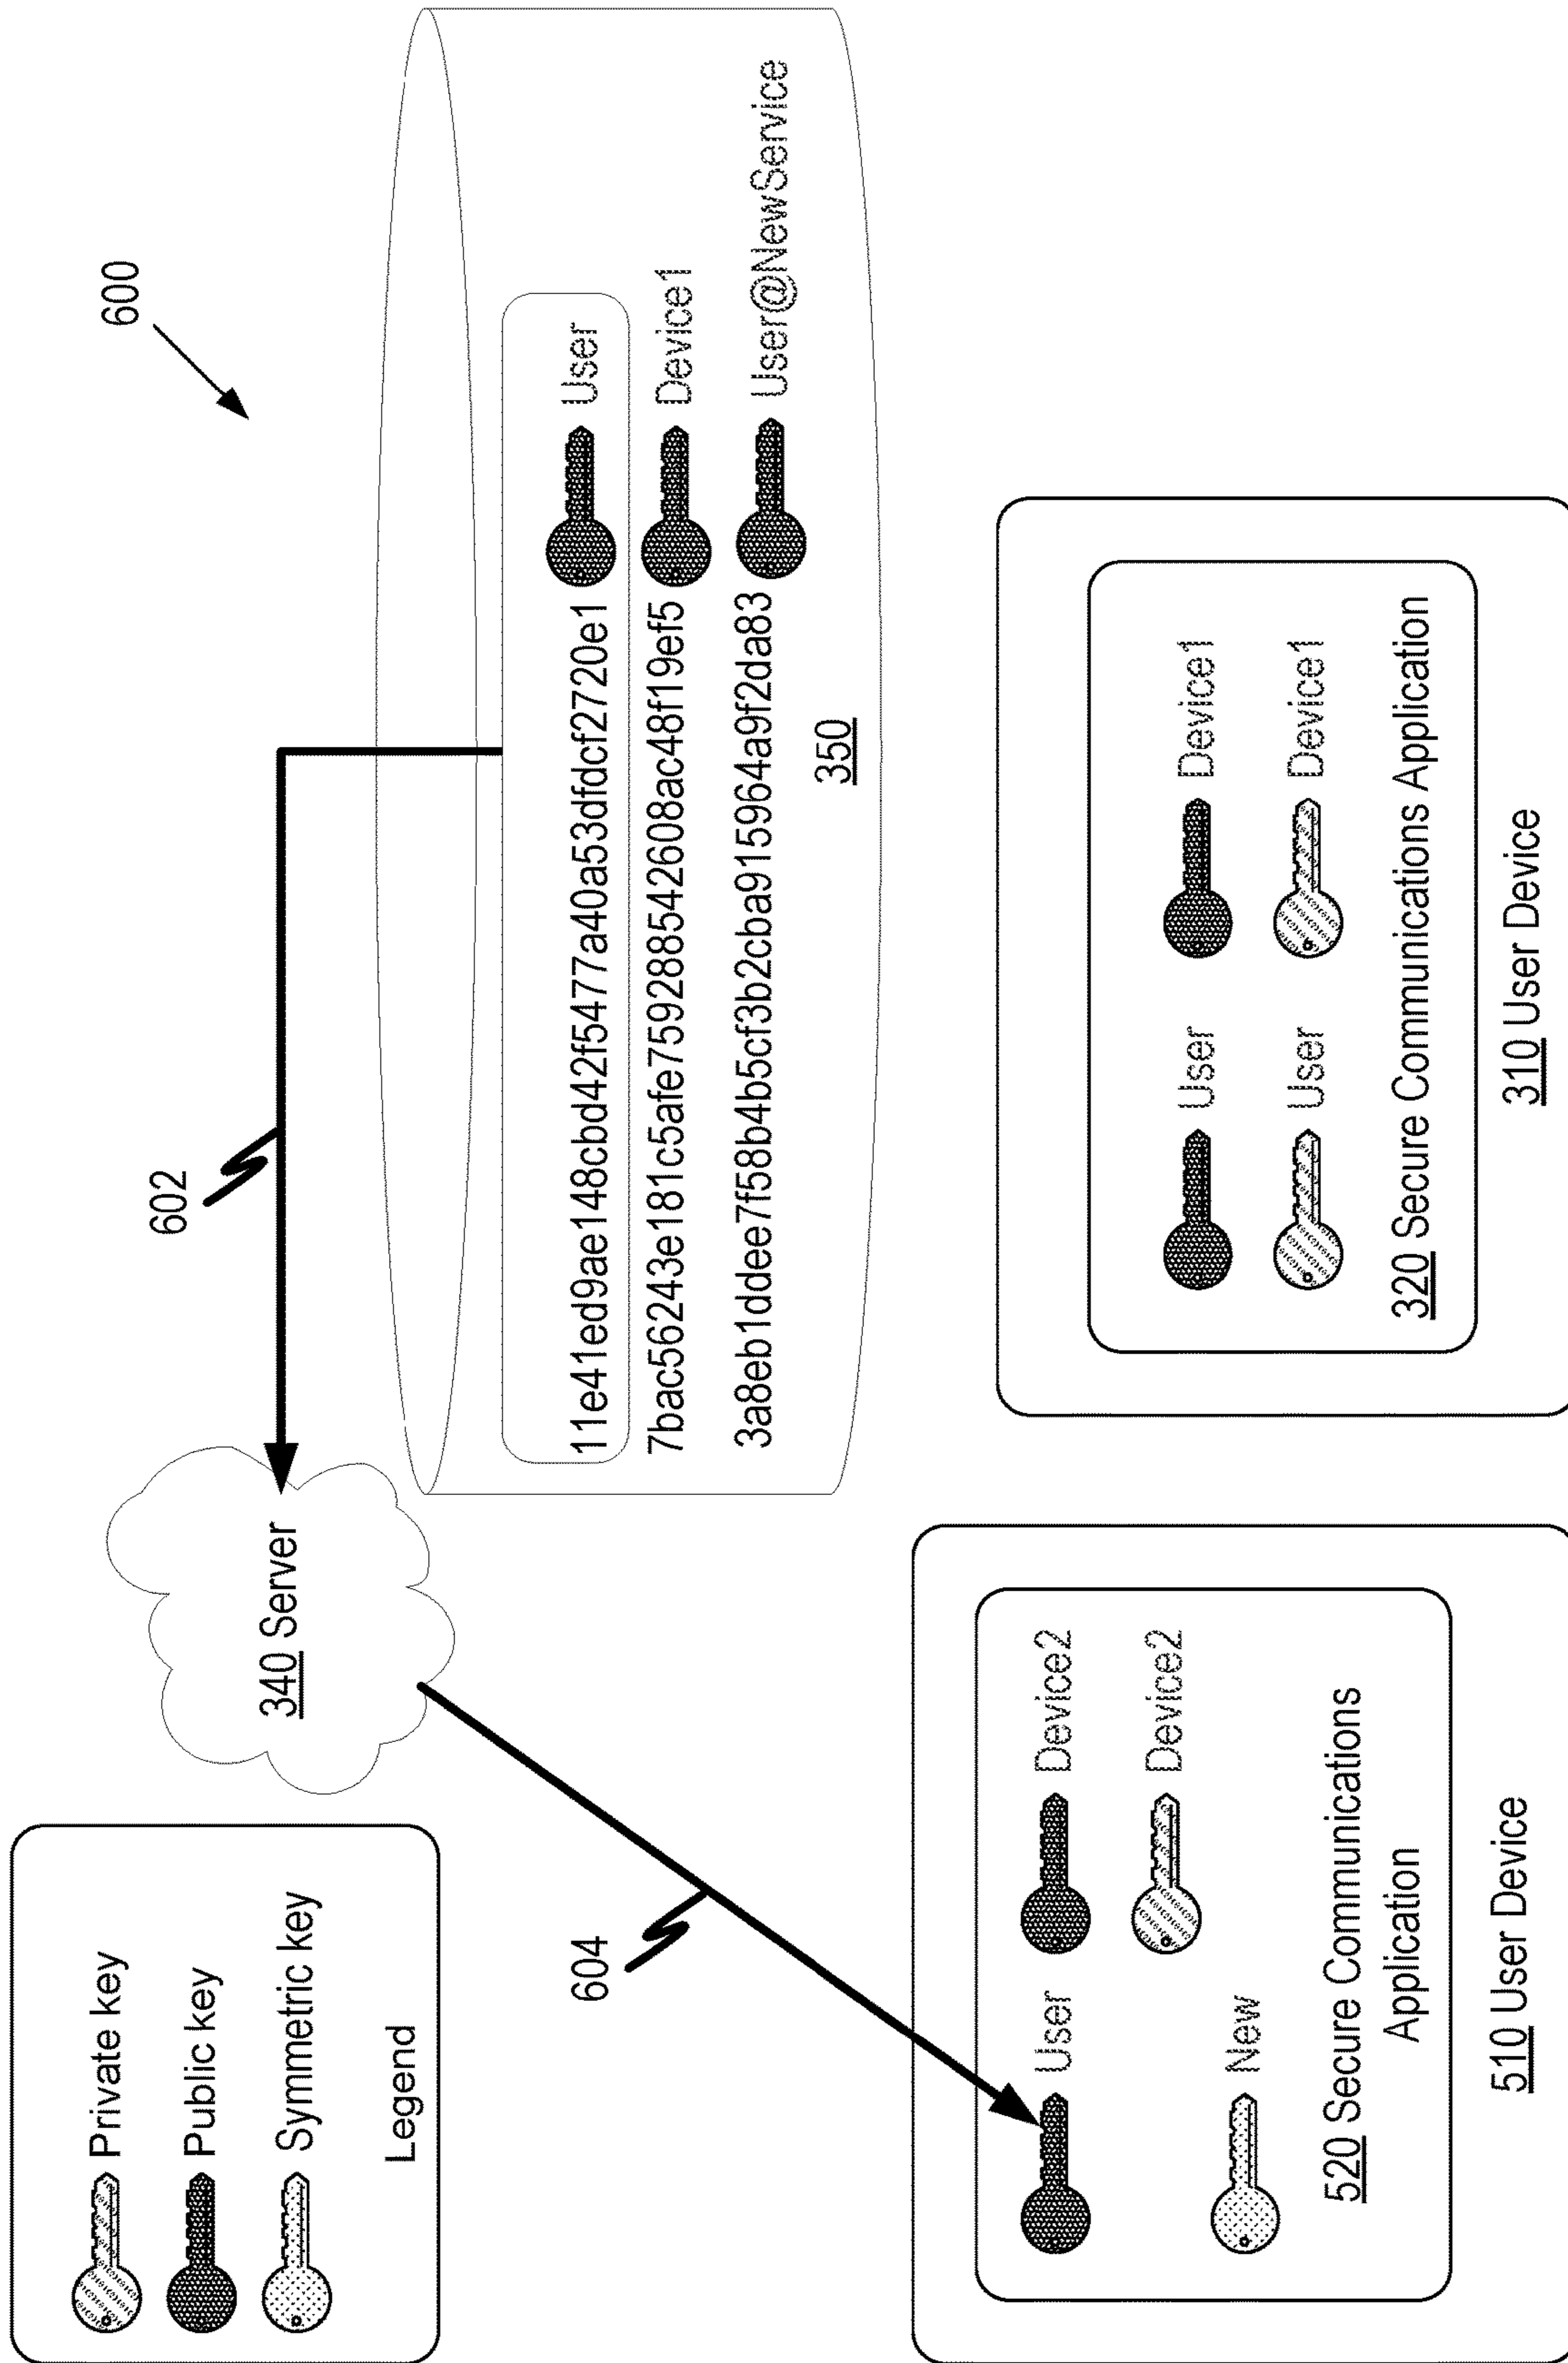 600
Private key
Public key
Symmetric key
Legend
340 Server
602
604
11e41ed9ae148cbd42f5477a40a53dfdcf2720e1 User
7bac56243e181c5afe759288542608ac48f19ef5 Device1
3a8eb1ddee7f58b4b5cf3b2cba915964a9f2da83 User@NewService
350
User Device2
Device2
New
520 Secure Communications
Application
510 User Device
User Device1
User Device1
320 Secure Communications Application
310 User Device